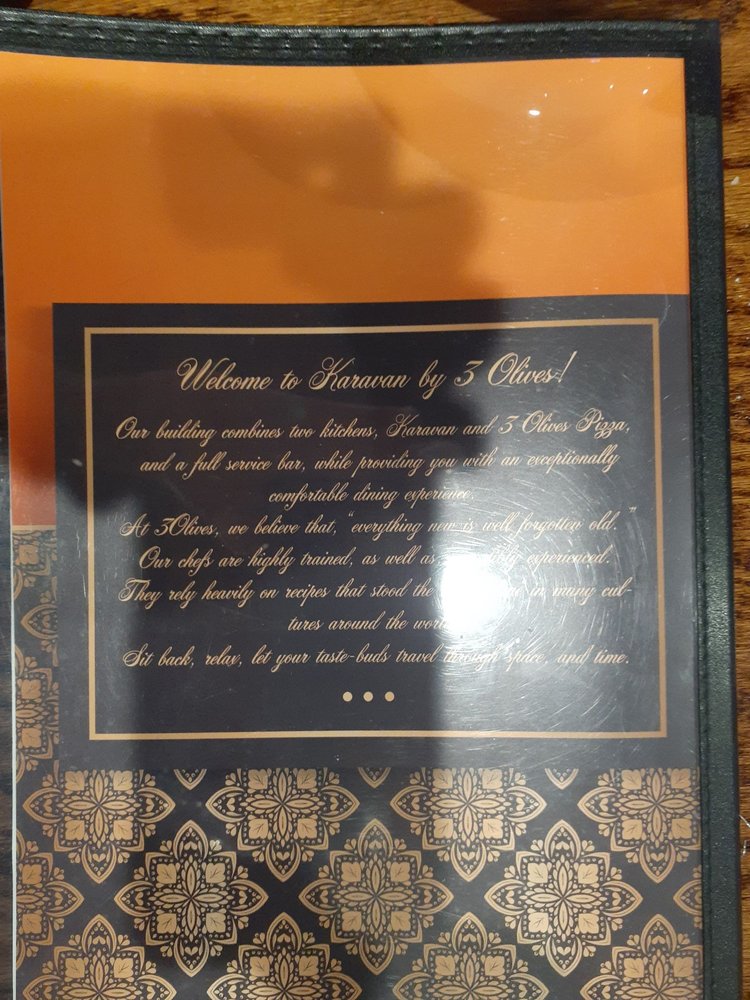 Welcome to Karavan by 3 Olives!
Our building combines two kitchens, Karavan and 3 Olives Pizza,
and a full service bar, while providing you with an exceptionally
comfortable dining experience.
At 3Olives, we believe that, "everything new is well forgotten old. "
Our chefs are highly trained, as well as experienced.
They rely heavily on recipes that stood the in many cul-
tures around the
Sit back, relax, let your taste-buds travel through space, and time.